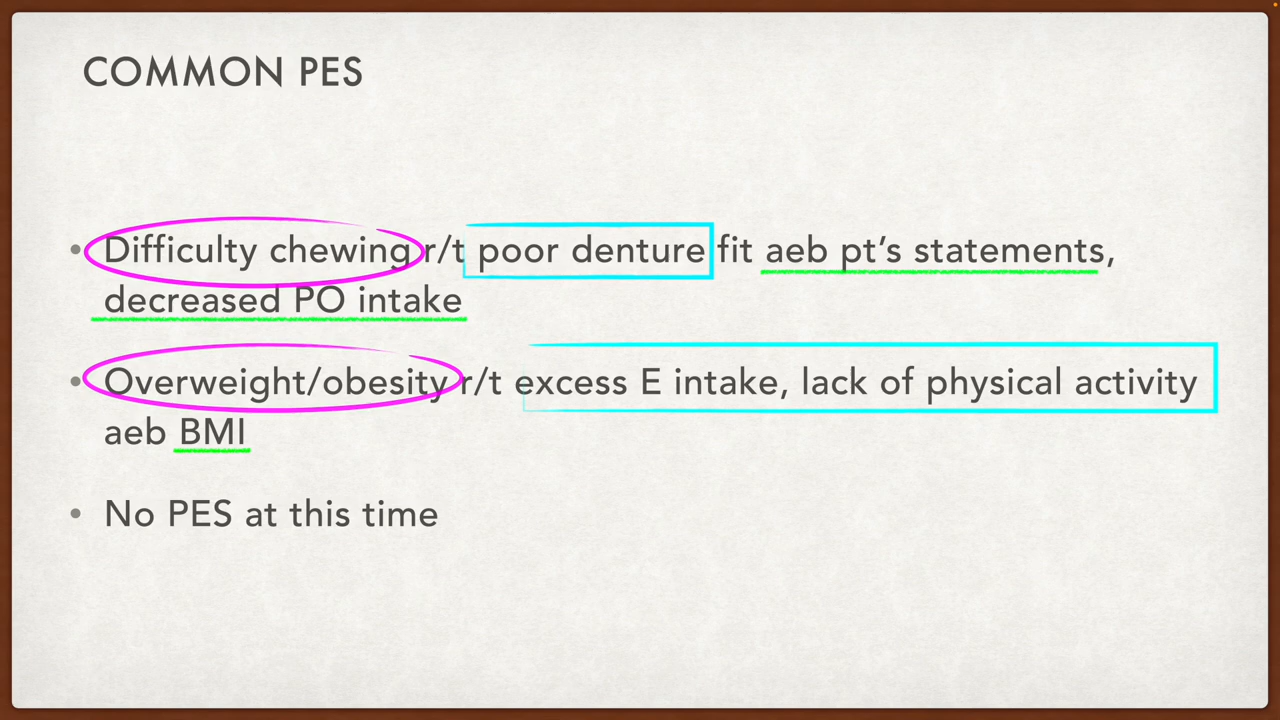 COMMON PES
• Difficulty chewing r/t poor denture fit aeb pt’s statements,
decreased PO intake
• Overweight/obesity r/t excess E intake, lack of physical activity
aeb BMI
• No PES at this time